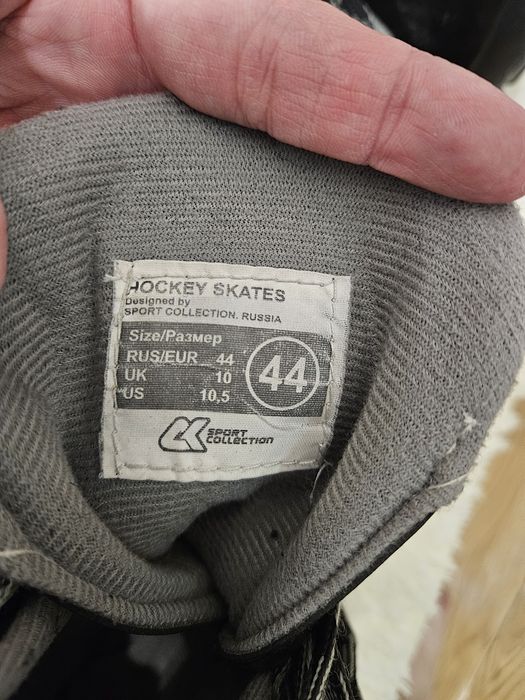 HOCKEY SKATES
Designed by
SPORT COLLECTION. RUSSIA
Size/Размер
RUS/EUR 44
UK 10
US 10,5
44
CK SPORT
COLLECTION